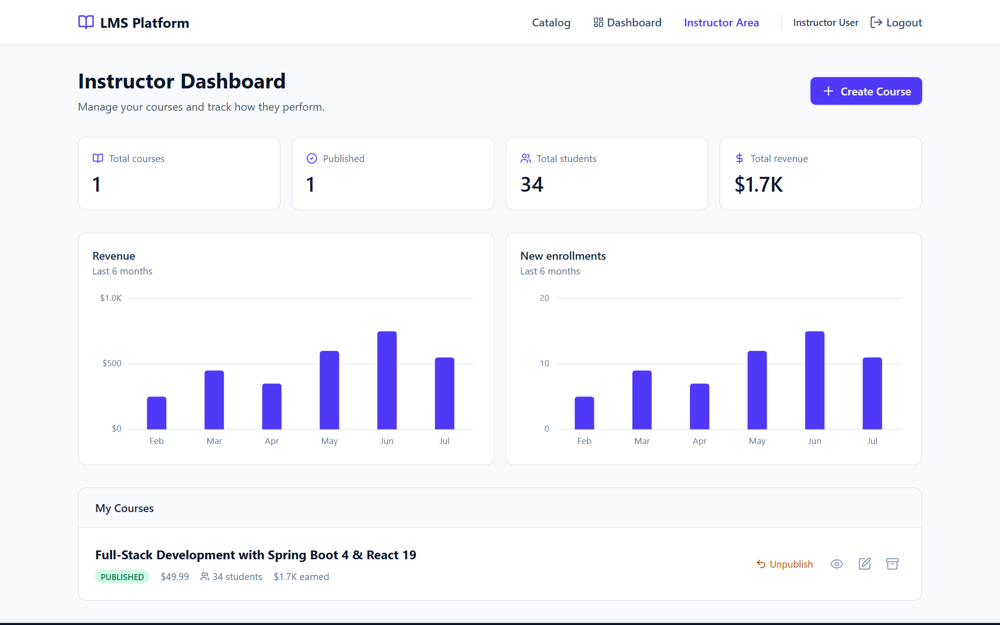 LMS Platform
Catalog Dashboard Instructor Area Instructor User Logout
Instructor Dashboard
Manage your courses and track how they perform.
Create Course
Total courses
1
Published
1
Total students
34
Total revenue
$1.7K
Revenue
Last 6 months
$1.0K
$500
$0
Feb Mar Apr May Jun Jul
New enrollments
Last 6 months
20
10
0
Feb Mar Apr May Jun Jul
My Courses
Full-Stack Development with Spring Boot 4 & React 19
PUBLISHED $49.99 34 students $1.7K earned
Unpublish